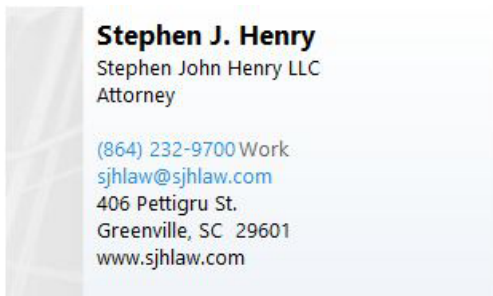 Stephen J. Henry
Stephen John Henry LLC
Attorney
(864) 232-9700 Work
sjhlaw@sjhlaw.com
406 Pettigru St.
Greenville, SC  29601
www.sjhlaw.com